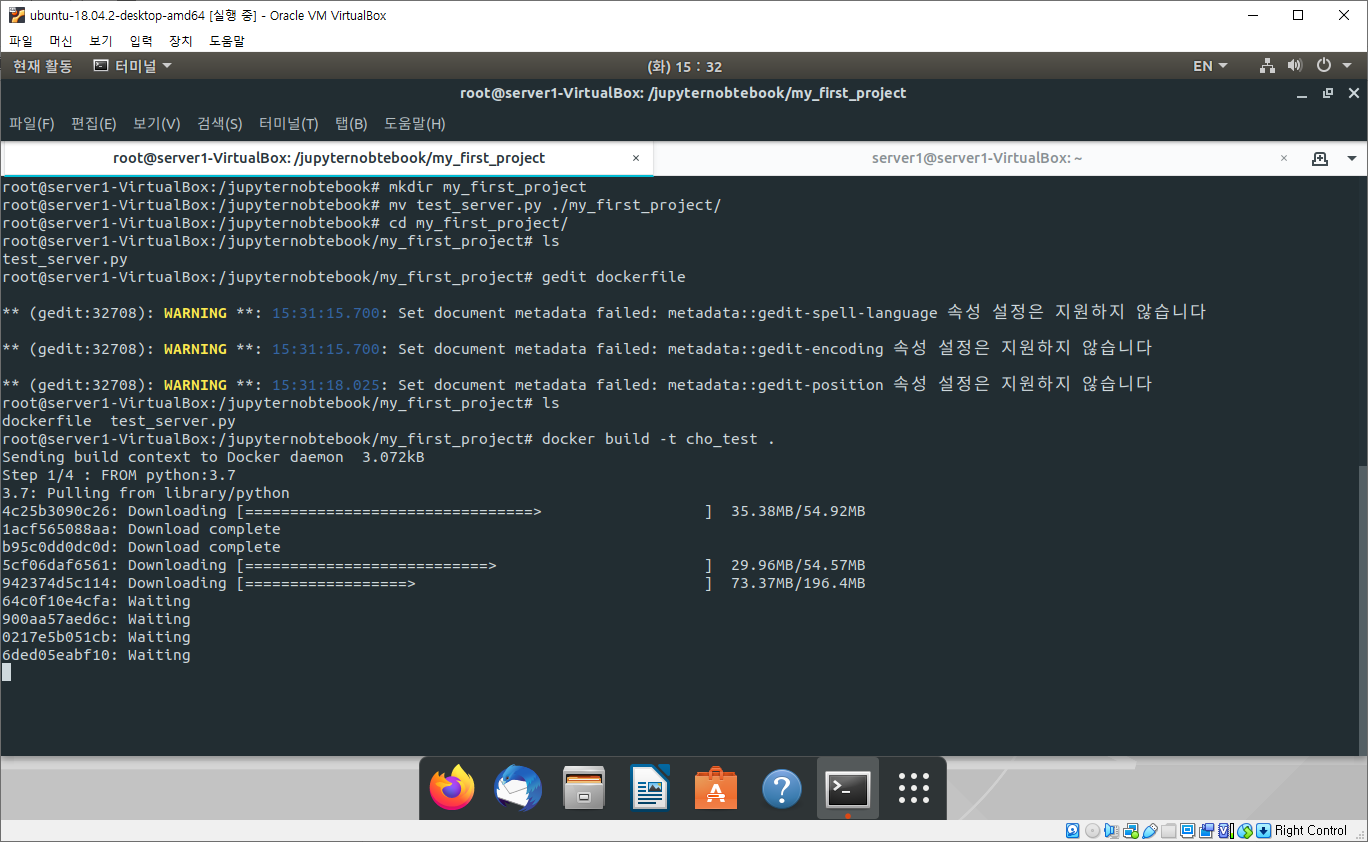 ubuntu-18.04.2-desktop-amd64 [실행 중] - Oracle VM VirtualBox
파일 머신 보기 입력 장치 도움말
현재 활동 터미널 (화) 15 : 32 EN
root@server1-VirtualBox: /jupyternobtebook/my_first_project
파일(F) 편집(E) 보기(V) 검색(S) 터미널(T) 탭(B) 도움말(H)
root@server1-VirtualBox: /jupyternobtebook/my_first_project × server1@server1-VirtualBox: ~ ×
root@server1-VirtualBox:/jupyternobtebook# mkdir my_first_project
root@server1-VirtualBox:/jupyternobtebook# mv test_server.py ./my_first_project/
root@server1-VirtualBox:/jupyternobtebook# cd my_first_project/
root@server1-VirtualBox:/jupyternobtebook/my_first_project# ls
test_server.py
root@server1-VirtualBox:/jupyternobtebook/my_first_project# gedit dockerfile
** (gedit:32708): WARNING **: 15:31:15.700: Set document metadata failed: metadata::gedit-spell-language 속성 설정은 지원하지 않습니다
** (gedit:32708): WARNING **: 15:31:15.700: Set document metadata failed: metadata::gedit-encoding 속성 설정은 지원하지 않습니다
** (gedit:32708): WARNING **: 15:31:18.025: Set document metadata failed: metadata::gedit-position 속성 설정은 지원하지 않습니다
root@server1-VirtualBox:/jupyternobtebook/my_first_project# ls
dockerfile  test_server.py
root@server1-VirtualBox:/jupyternobtebook/my_first_project# docker build -t cho_test .
Sending build context to Docker daemon  3.072kB
Step 1/4 : FROM python:3.7
3.7: Pulling from library/python
4c25b3090c26: Downloading [================================>                  ]  35.38MB/54.92MB
1acf565088aa: Download complete
b95c0dd0dc0d: Download complete
5cf06daf6561: Downloading [===========================>                       ]  29.96MB/54.57MB
942374d5c114: Downloading [==================>                                ]  73.37MB/196.4MB
64c0f10e4cfa: Waiting
900aa57aed6c: Waiting
0217e5b051cb: Waiting
6ded05eabf10: Waiting
Right Control